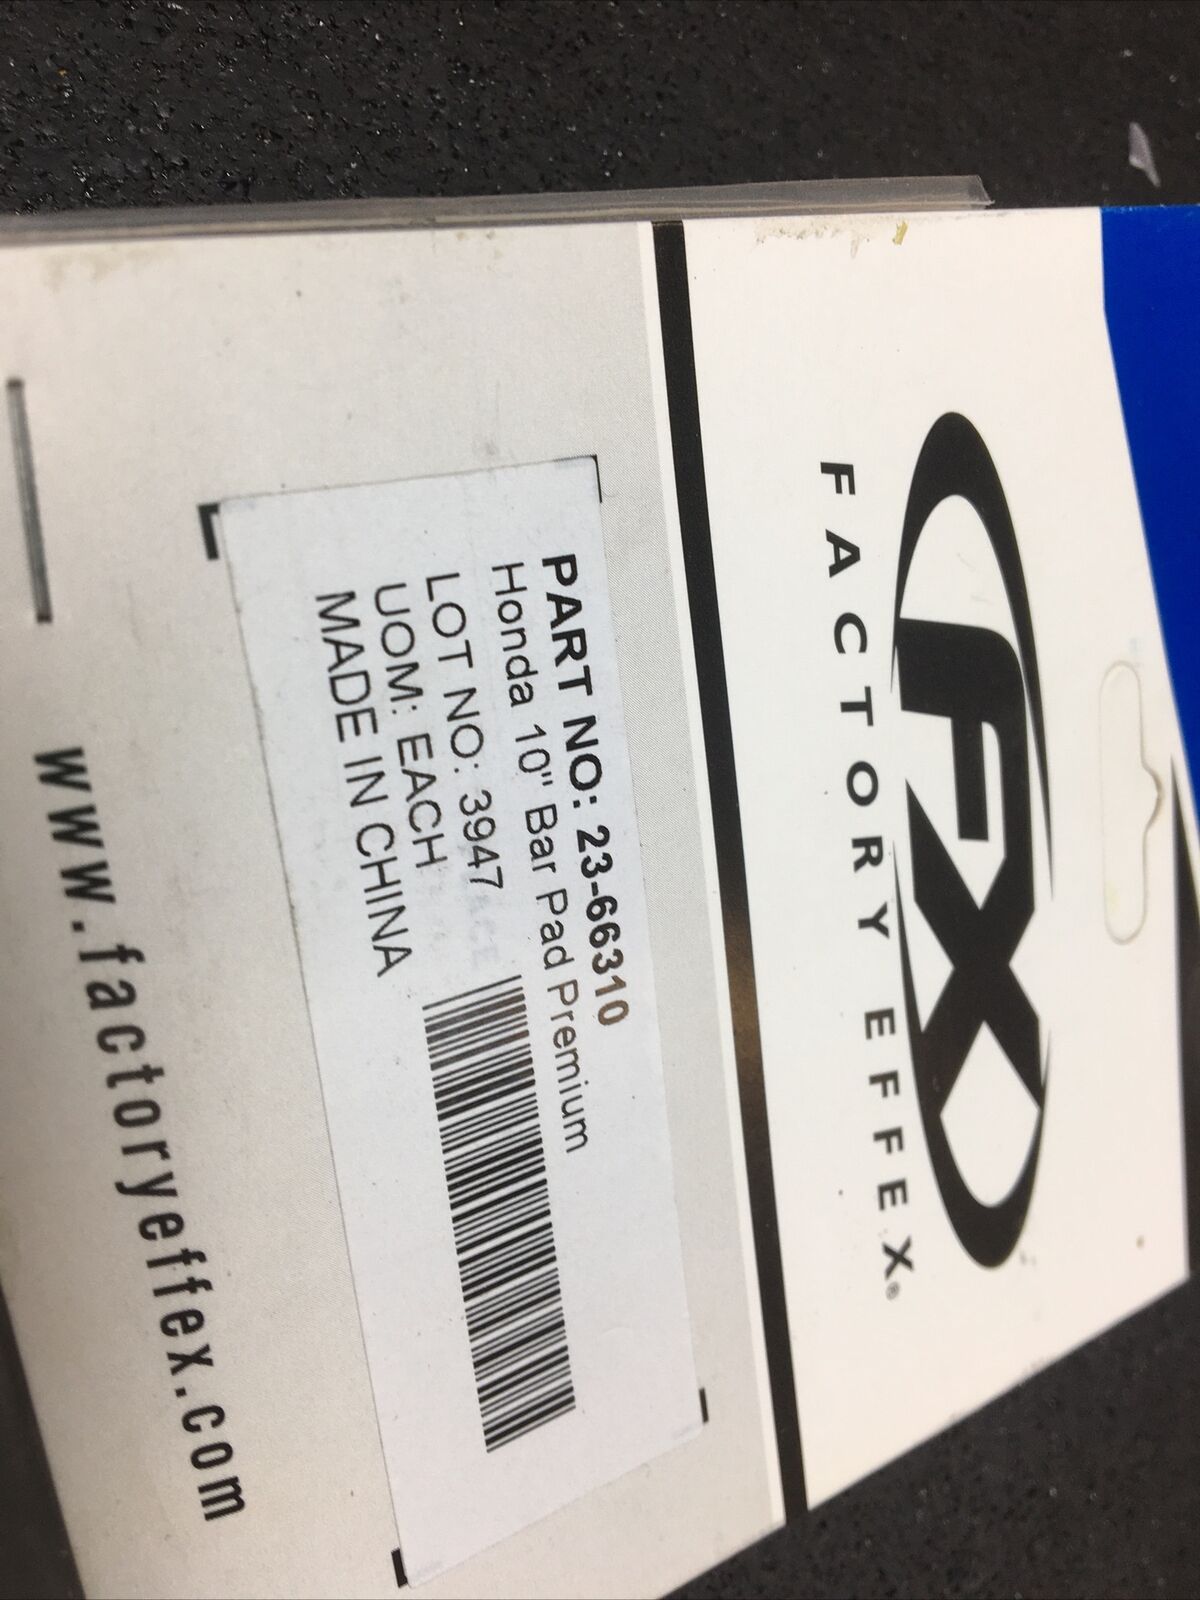 FX
FACTORY EFFEX®
PART NO: 23-66310
Honda 10" Bar Pad Premium
LOT NO: 3947
UOM: EACH
MADE IN CHINA
www.factoryeffex.com